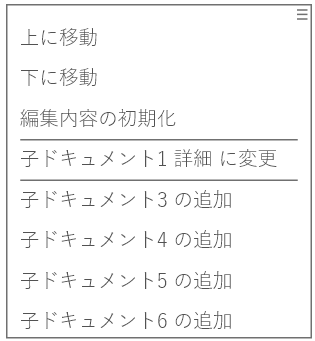 上に移動
下に移動
編集内容の初期化
子ドキュメント1 詳細 に変更
子ドキュメント3 の追加
子ドキュメント4 の追加
子ドキュメント5 の追加
子ドキュメント6 の追加